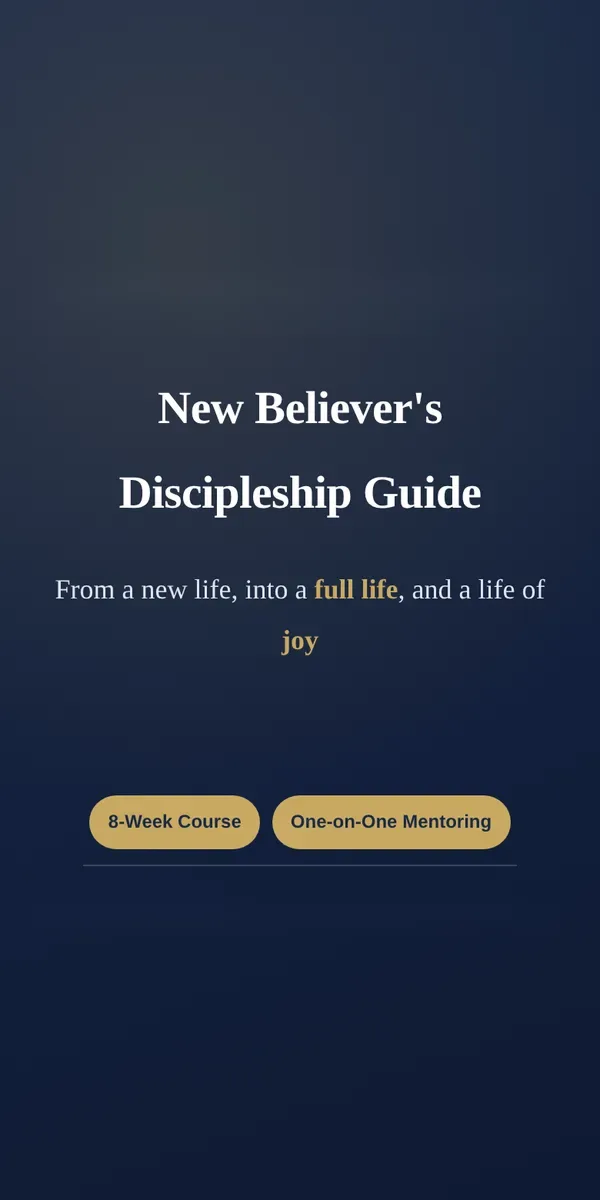 New Believer's
Discipleship Guide
From a new life, into a full life, and a life of
joy
8-Week Course
One-on-One Mentoring